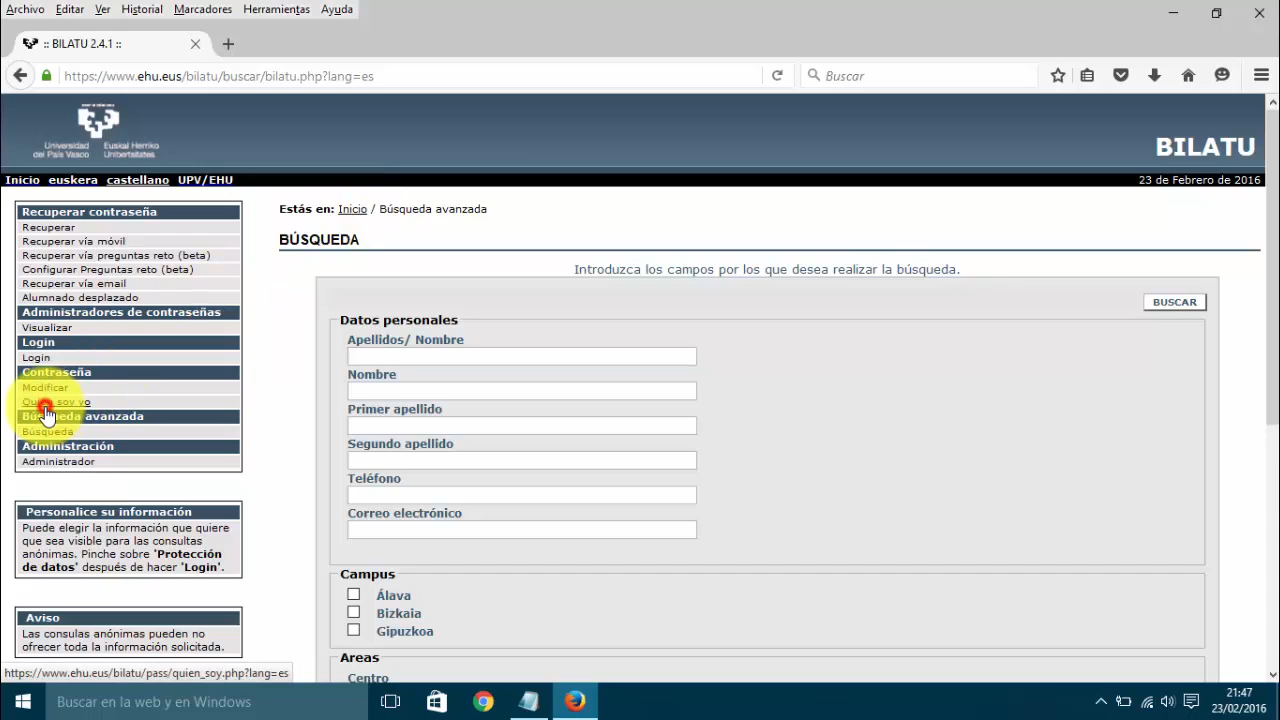 Archivo Editar Ver Historial Marcadores Herramientas Ayuda
:: BILATU 2.4.1 ::
https://www.ehu.eus/bilatu/buscar/bilatu.php?lang=es
Buscar
Universidad del País Vasco
Euskal Herriko Unibertsitatea
BILATU
Inicio euskera castellano UPV/EHU
23 de Febrero de 2016
Recuperar contraseña
Recuperar
Recuperar vía móvil
Recuperar vía preguntas reto (beta)
Configurar Preguntas reto (beta)
Recuperar vía email
Alumnado desplazado
Administradores de contraseñas
Visualizar
Login
Login
Contraseña
Modificar
Quien soy yo
Búsqueda avanzada
Búsqueda
Administración
Administrador
Personalice su información
Puede elegir la información que quiere
que sea visible para las consultas
anónimas. Pinche sobre 'Protección
de datos' después de hacer 'Login'.
Aviso
Las consulas anónimas pueden no
ofrecer toda la información solicitada.
Estás en: Inicio / Búsqueda avanzada
BÚSQUEDA
Introduzca los campos por los que desea realizar la búsqueda.
BUSCAR
Datos personales
Apellidos/ Nombre
Nombre
Primer apellido
Segundo apellido
Teléfono
Correo electrónico
Campus
Álava
Bizkaia
Gipuzkoa
Areas
Centro
https://www.ehu.eus/bilatu/pass/quien_soy.php?lang=es
Buscar en la web y en Windows
21:47
23/02/2016